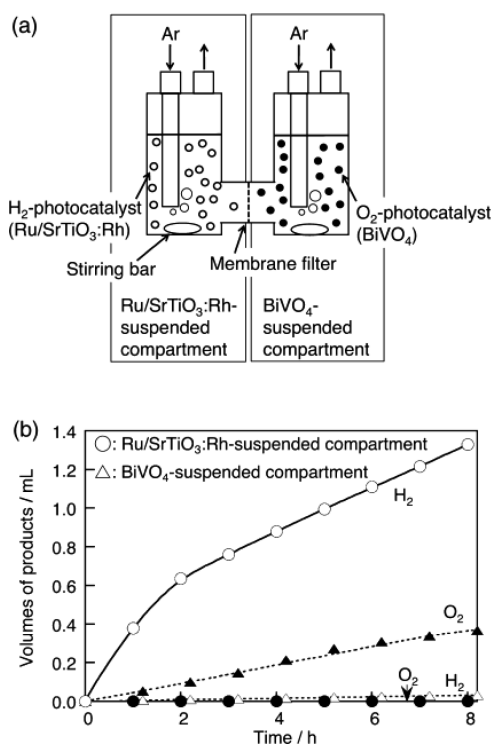 (a)
Ar
Ar
H2-photocatalyst
(Ru/SrTiO3:Rh)
O2-photocatalyst
(BiVO4)
Stirring bar
Membrane filter
Ru/SrTiO3:Rh-
suspended
compartment
BiVO4-
suspended
compartment
(b)
1.4
1.2
1.0
0.8
0.6
0.4
0.2
0.0
Volumes of products / mL
: Ru/SrTiO3:Rh-suspended compartment
: BiVO4-suspended compartment
H2
O2
O2
H2
0
2
4
6
8
Time / h